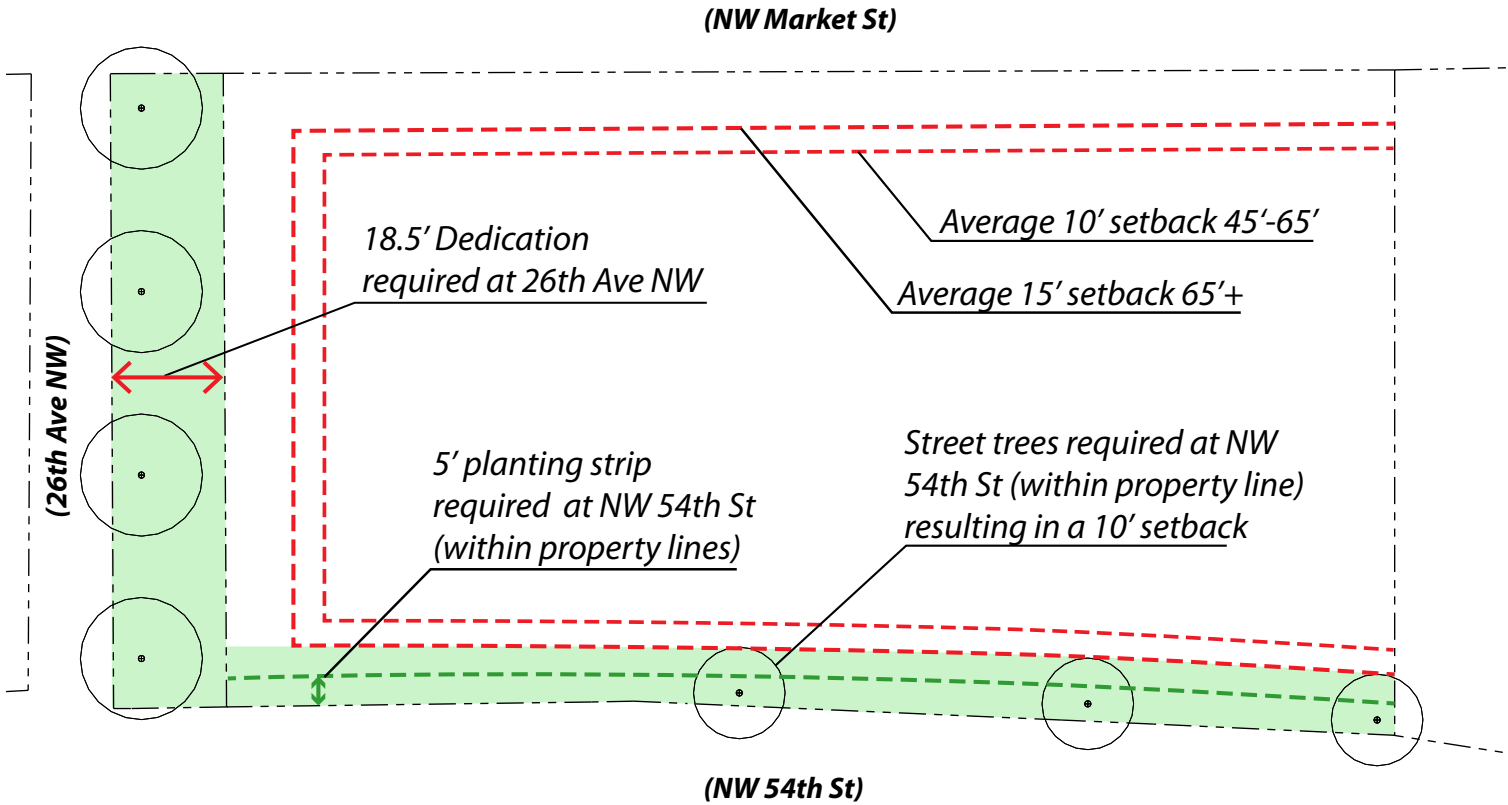 (NW Market St)
Average 10’ setback 45‘-65’
18.5’ Dedication
required at 26th Ave NW
Average 15’ setback 65’+
(26th Ave NW)
5’ planting strip
required at NW 54th St
(within property lines)
Street trees required at NW
54th St (within property line)
resulting in a 10’ setback
(NW 54th St)